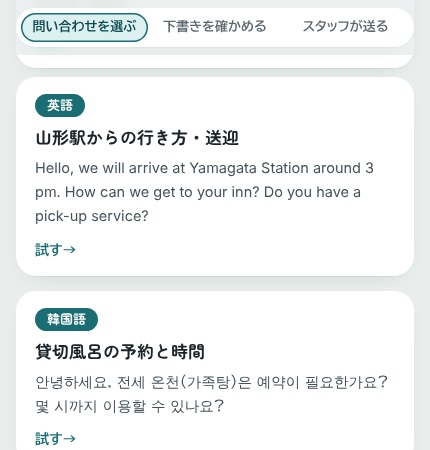 問い合わせを選ぶ
下書きを確かめる
スタッフが送る
英語
山形駅からの行き方・送迎
Hello, we will arrive at Yamagata Station around 3
pm. How can we get to your inn? Do you have a
pick-up service?
試す→
韓国語
貸切風呂の予約と時間
안녕하세요. 전세 온천(가족탕)은 예약이 필요한가요?
몇 시까지 이용할 수 있나요?
試す→